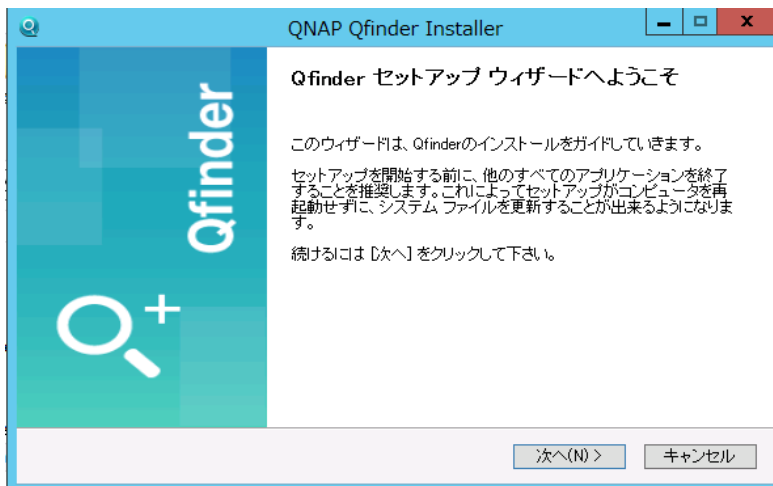 QNAP Qfinder Installer
Qfinder
Qfinder セットアップ ウィザードへようこそ
このウィザードは、Qfinderのインストールをガイドしていきます。
セットアップを開始する前に、他のすべてのアプリケーションを終了
することを推奨します。これによってセットアップがコンピュータを再
起動せずに、システム ファイルを更新することが出来るようになりま
す。
続けるには [次へ] をクリックして下さい。
次へ(N) >
キャンセル